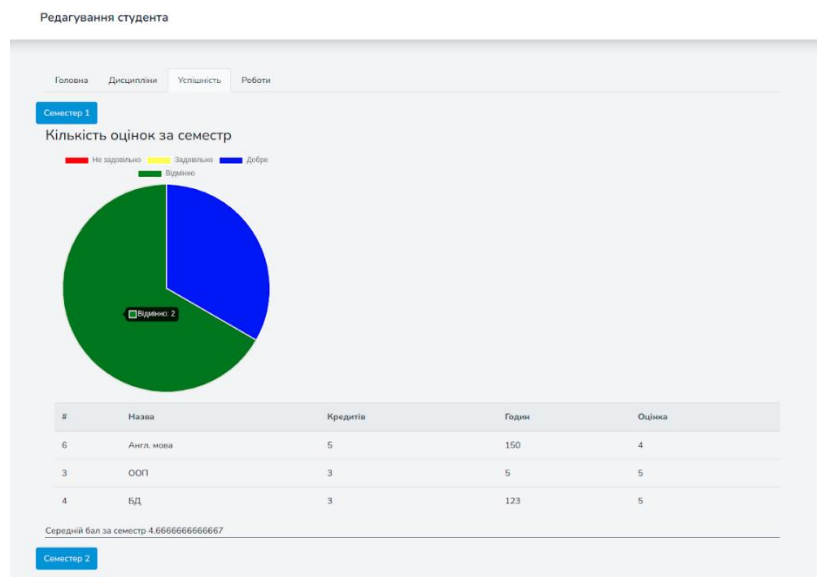 Редагування студента
Головна Дисципліни Успішність Роботи
Семестр 1
Кількість оцінок за семестр
Не задовільно Задовільно Добре
Відмінно
Відмінно: 2
# Назва Кредитів Годин Оцінка
6 Англ. мова 5 150 4
3 ООП 3 5 5
4 БД 3 123 5
Середній бал за семестр 4.6666666666667
Семестр 2